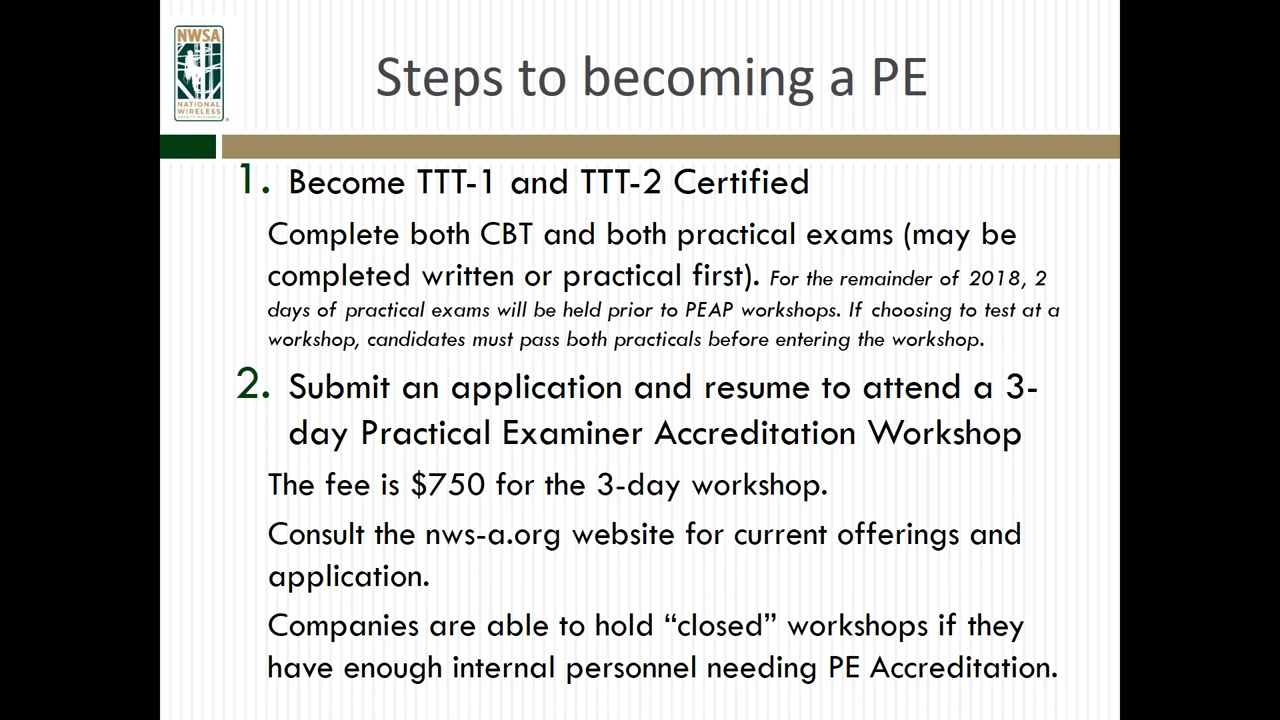 NWSA
NATIONAL
WIRELESS
SAFETY ALLIANCE
Steps to becoming a PE
1. Become TTT-1 and TTT-2 Certified
Complete both CBT and both practical exams (may be
completed written or practical first). For the remainder of 2018, 2
days of practical exams will be held prior to PEAP workshops. If choosing to test at a
workshop, candidates must pass both practicals before entering the workshop.
2. Submit an application and resume to attend a 3-
day Practical Examiner Accreditation Workshop
The fee is $750 for the 3-day workshop.
Consult the nws-a.org website for current offerings and
application.
Companies are able to hold “closed” workshops if they
have enough internal personnel needing PE Accreditation.